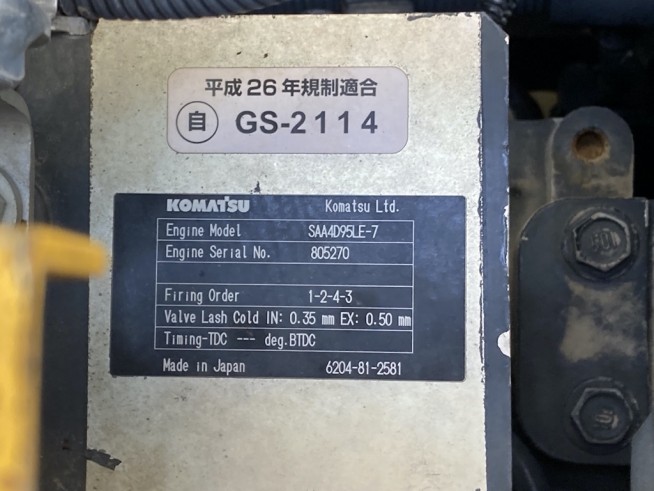 平成26年規制適合
自 GS-2114
KOMATSU Komatsu Ltd.
Engine Model SAA4D95LE-7
Engine Serial No. 805270
Firing Order 1-2-4-3
Valve Lash Cold IN: 0.35 mm EX: 0.50 mm
Timing-TDC --- deg.BTDC
Made in Japan 6204-81-2581